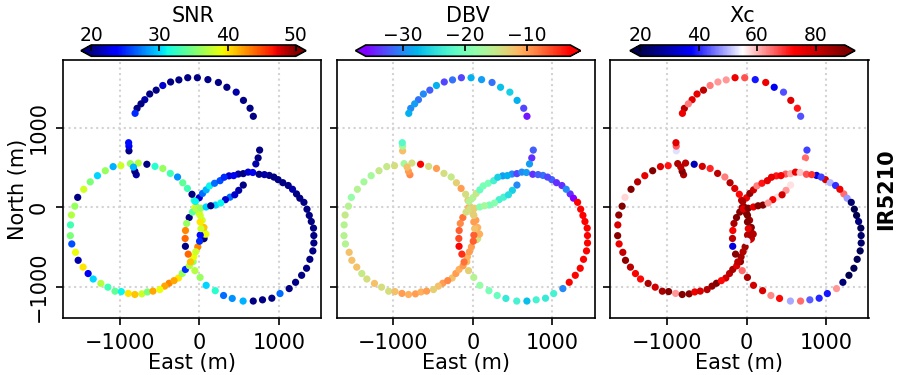 SNR DBV Xc
20 30 40 50 −30 −20 −10 20 40 60 80
North (m)
1000
0
−1000
−1000 0 1000 −1000 0 1000 −1000 0 1000
East (m) East (m) East (m)
IR5210